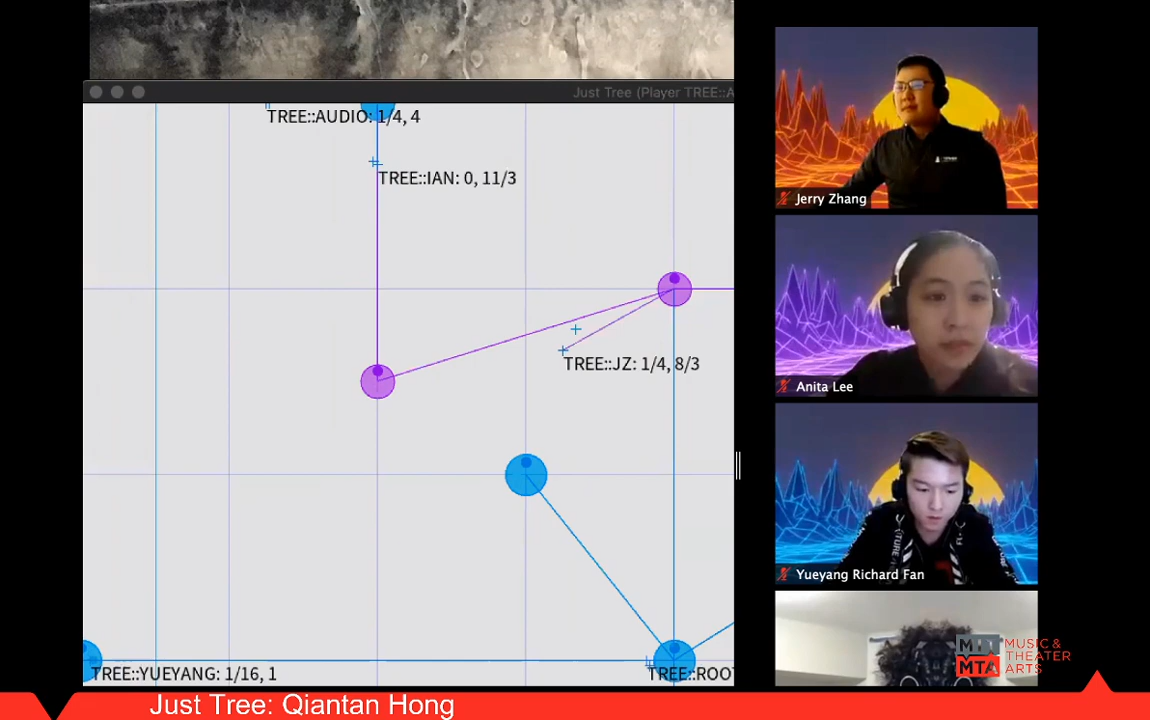 Just Tree (Player TREE::A
TREE::AUDIO: 1/4, 4
TREE::IAN: 0, 11/3
TREE::JZ: 1/4, 8/3
TREE::YUEYANG: 1/16, 1
TREE::ROOT
Jerry Zhang
Anita Lee
Yueyang Richard Fan
MIT
MTA
MUSIC &
THEATER
ARTS
Just Tree: Qiantan Hong